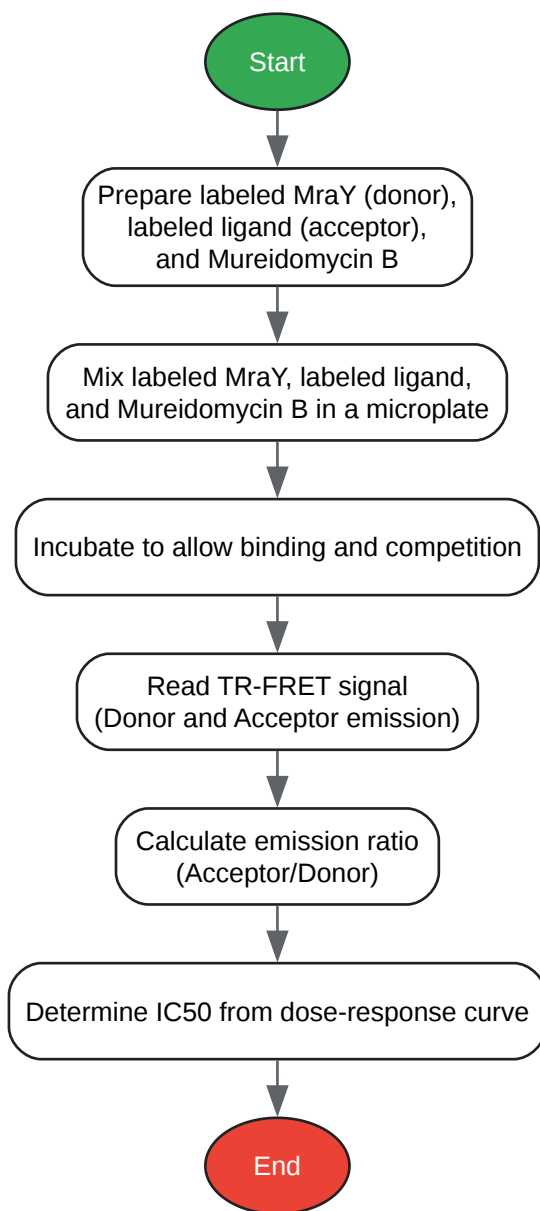 Start
Prepare labeled MraY (donor),
labeled ligand (acceptor),
and Mureidomycin B
Mix labeled MraY, labeled ligand,
and Mureidomycin B in a microplate
Incubate to allow binding and competition
Read TR-FRET signal
(Donor and Acceptor emission)
Calculate emission ratio
(Acceptor/Donor)
Determine IC50 from dose-response curve
End